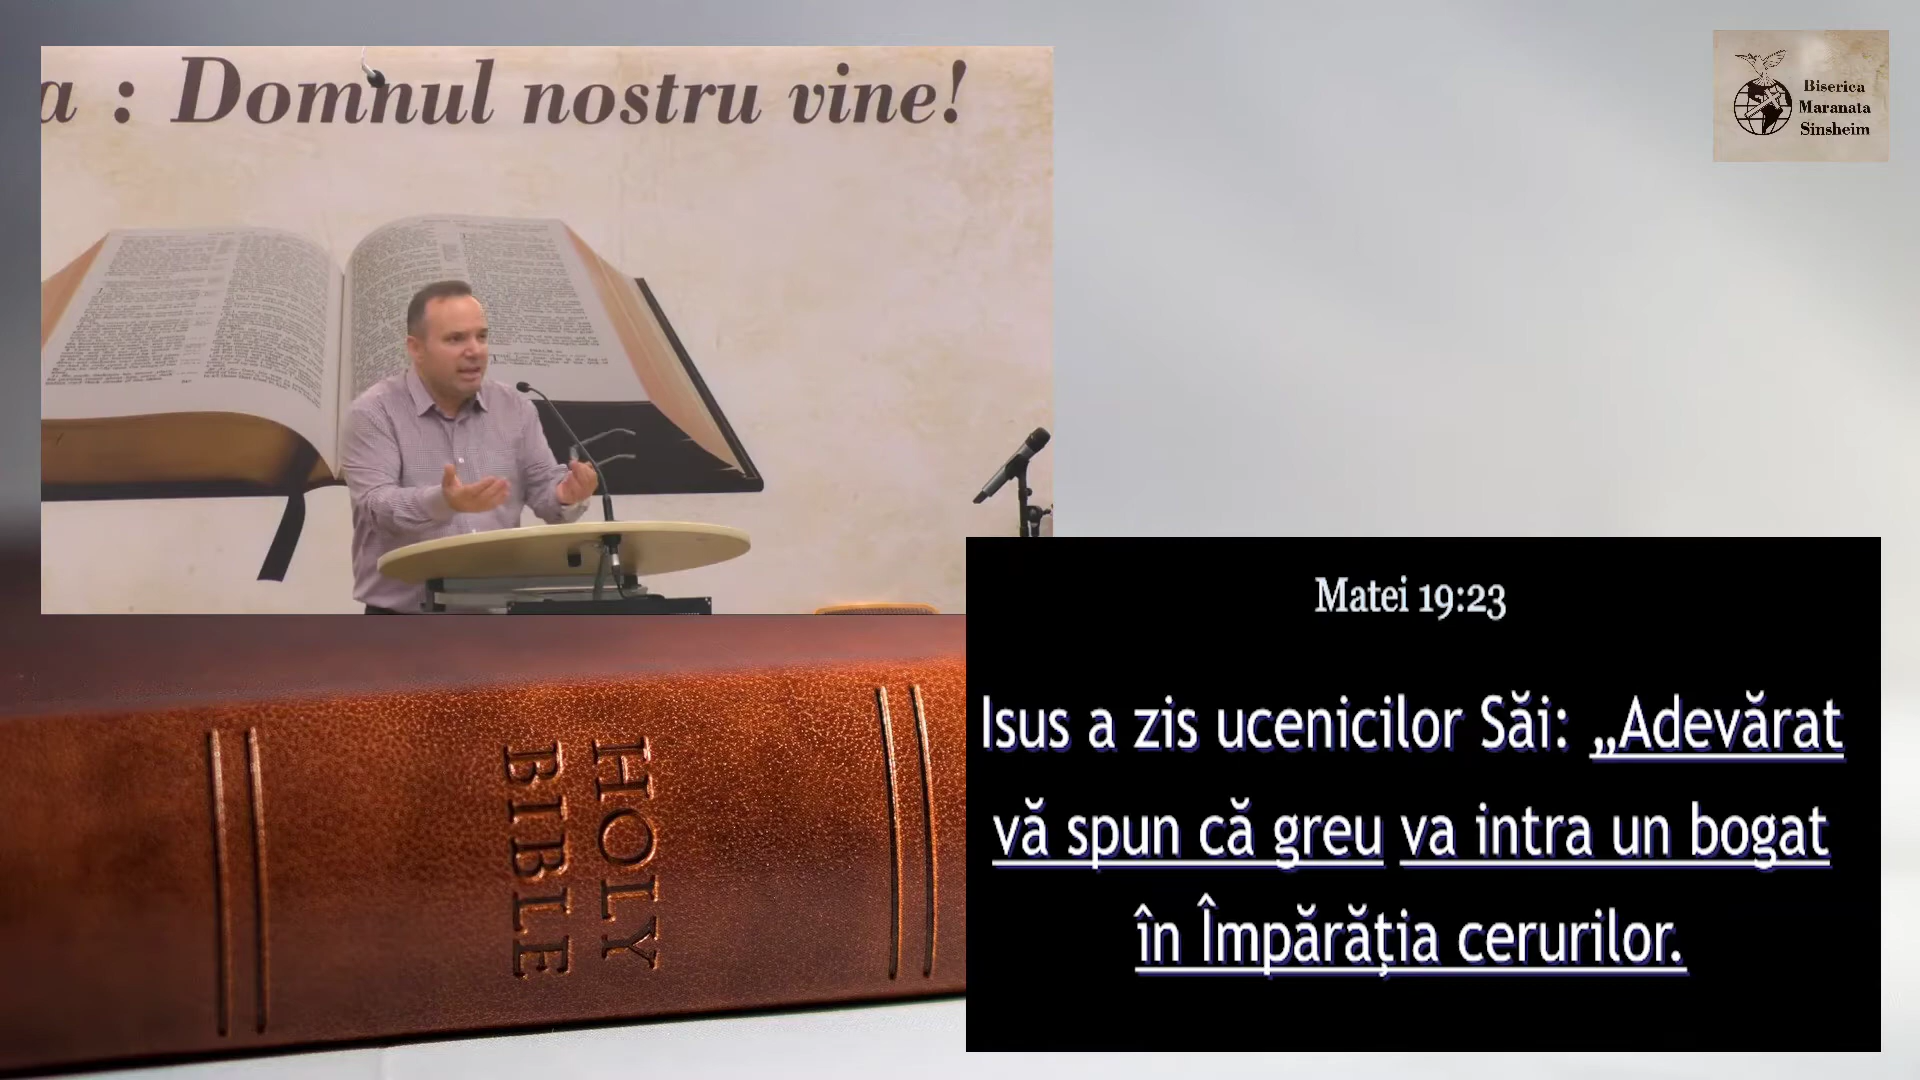 a : Domnul nostru vine!
Biserica
Maranata
Sinsheim
Matei 19:23
Isus a zis ucenicilor Săi: „Adevărat
vă spun că greu va intra un bogat
în Împărăţia cerurilor.
HOLY
BIBLE